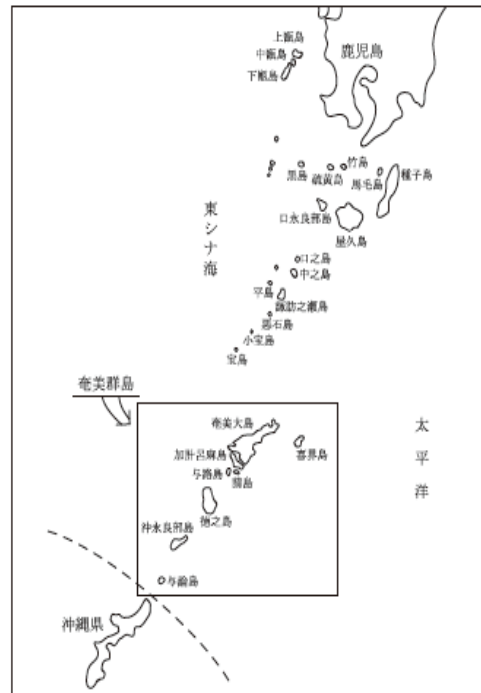 上甑島
中甑島
下甑島
鹿児島
黒島
硫黄島
竹島
馬毛島
種子島
口永良部島
屋久島
東シナ海
口之島
中之島
平島
諏訪之瀬島
悪石島
小宝島
宝島
奄美群島
奄美大島
喜界島
加計呂麻島
与路島
請島
徳之島
沖永良部島
与論島
太平洋
沖縄県